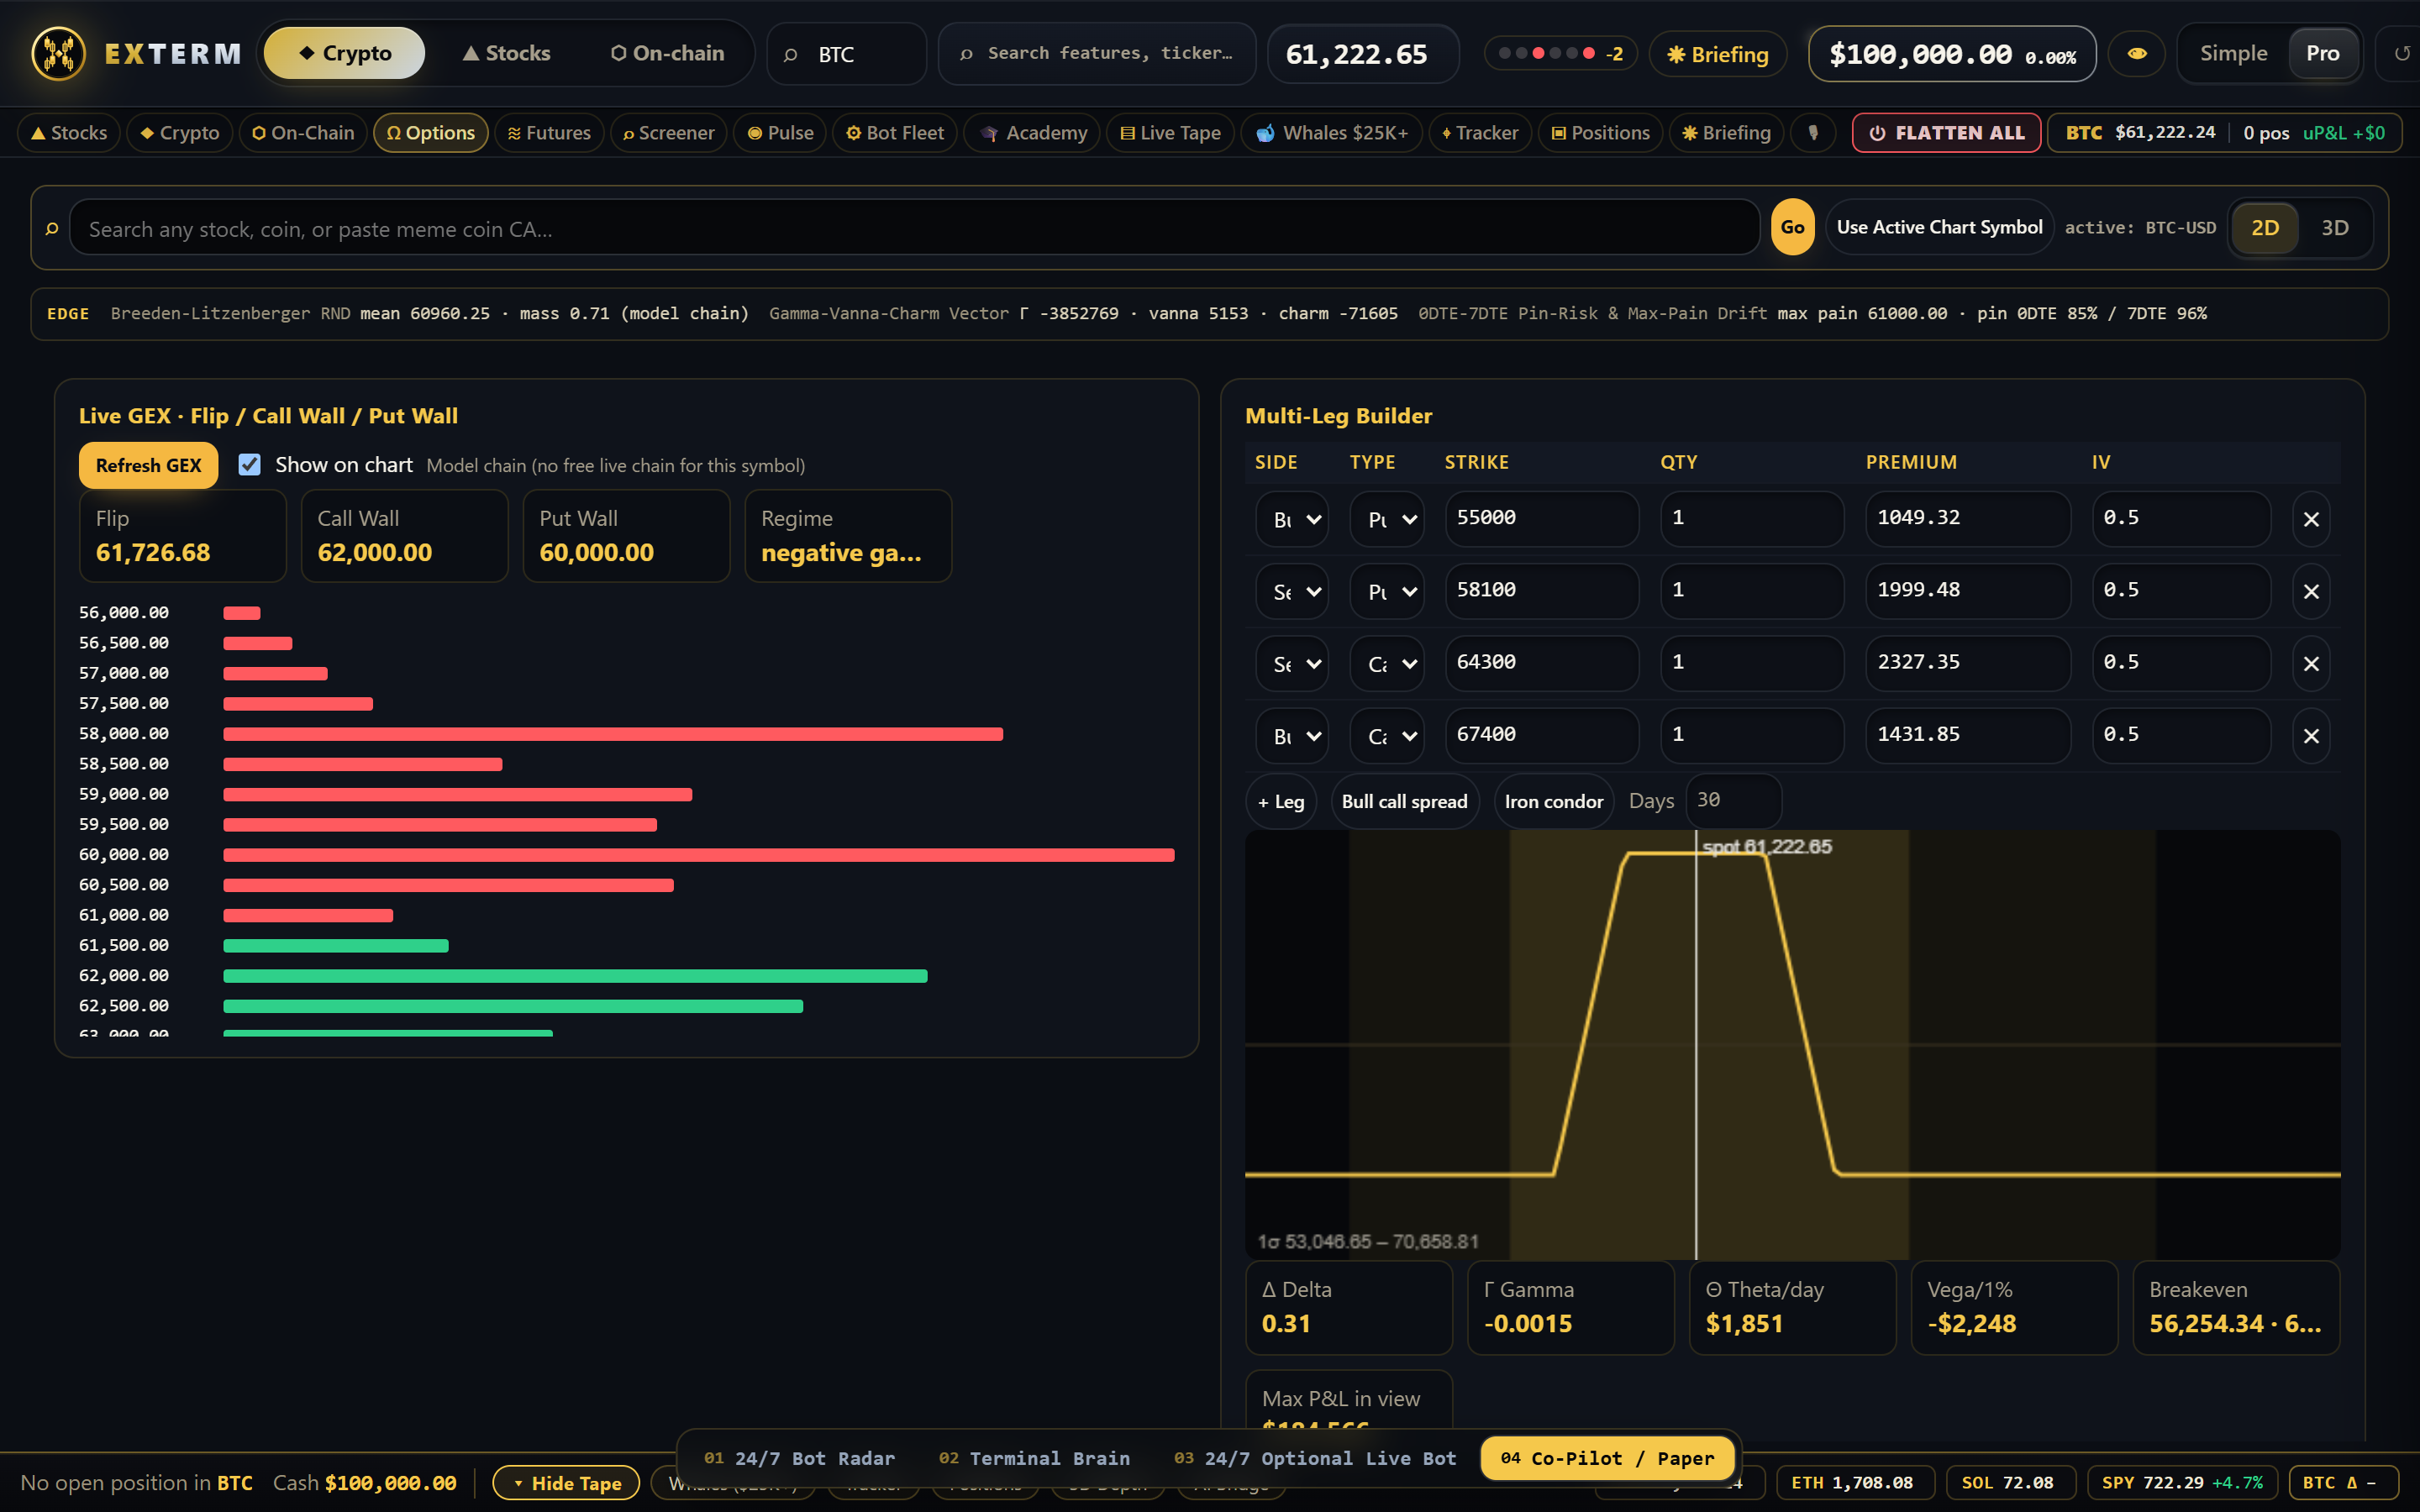 EXTERM
Crypto
Stocks
On-chain
BTC
Search features, ticker…
61,222.65
-2
Briefing
$100,000.00 0.00%
Simple
Pro
Stocks
Crypto
On-Chain
Ω Options
Futures
Screener
Pulse
Bot Fleet
Academy
Live Tape
Whales $25K+
Tracker
Positions
Briefing
FLATTEN ALL
BTC $61,222.24
0 pos
uP&L +$0
Search any stock, coin, or paste meme coin CA...
Go
Use Active Chart Symbol
active: BTC-USD
2D
3D
EDGE Breeden-Litzenberger RND mean 60960.25 · mass 0.71 (model chain) Gamma-Vanna-Charm Vector Γ -3852769 · vanna 5153 · charm -71605 0DTE-7DTE Pin-Risk & Max-Pain Drift max pain 61000.00 · pin 0DTE 85% / 7DTE 96%
Live GEX · Flip / Call Wall / Put Wall
Refresh GEX
Show on chart
Model chain (no free live chain for this symbol)
Flip
61,726.68
Call Wall
62,000.00
Put Wall
60,000.00
Regime
negative ga...
56,000.00
56,500.00
57,000.00
57,500.00
58,000.00
58,500.00
59,000.00
59,500.00
60,000.00
60,500.00
61,000.00
61,500.00
62,000.00
62,500.00
63,000.00
Multi-Leg Builder
SIDE TYPE STRIKE QTY PREMIUM IV
Bu Pu 55000 1 1049.32 0.5
Se Pu 58100 1 1999.48 0.5
Se Ca 64300 1 2327.35 0.5
Bu Ca 67400 1 1431.85 0.5
+ Leg
Bull call spread
Iron condor
Days 30
spot 61,222.65
1σ 53,046.65 – 70,658.81
Δ Delta
0.31
Γ Gamma
-0.0015
Θ Theta/day
$1,851
Vega/1%
-$2,248
Breakeven
56,254.34 · 6...
Max P&L in view
$184,566
01 24/7 Bot Radar
02 Terminal Brain
03 24/7 Optional Live Bot
04 Co-Pilot / Paper
No open position in BTC
Cash $100,000.00
Hide Tape
ETH 1,708.08
SOL 72.08
SPY 722.29 +4.7%
BTC Δ –